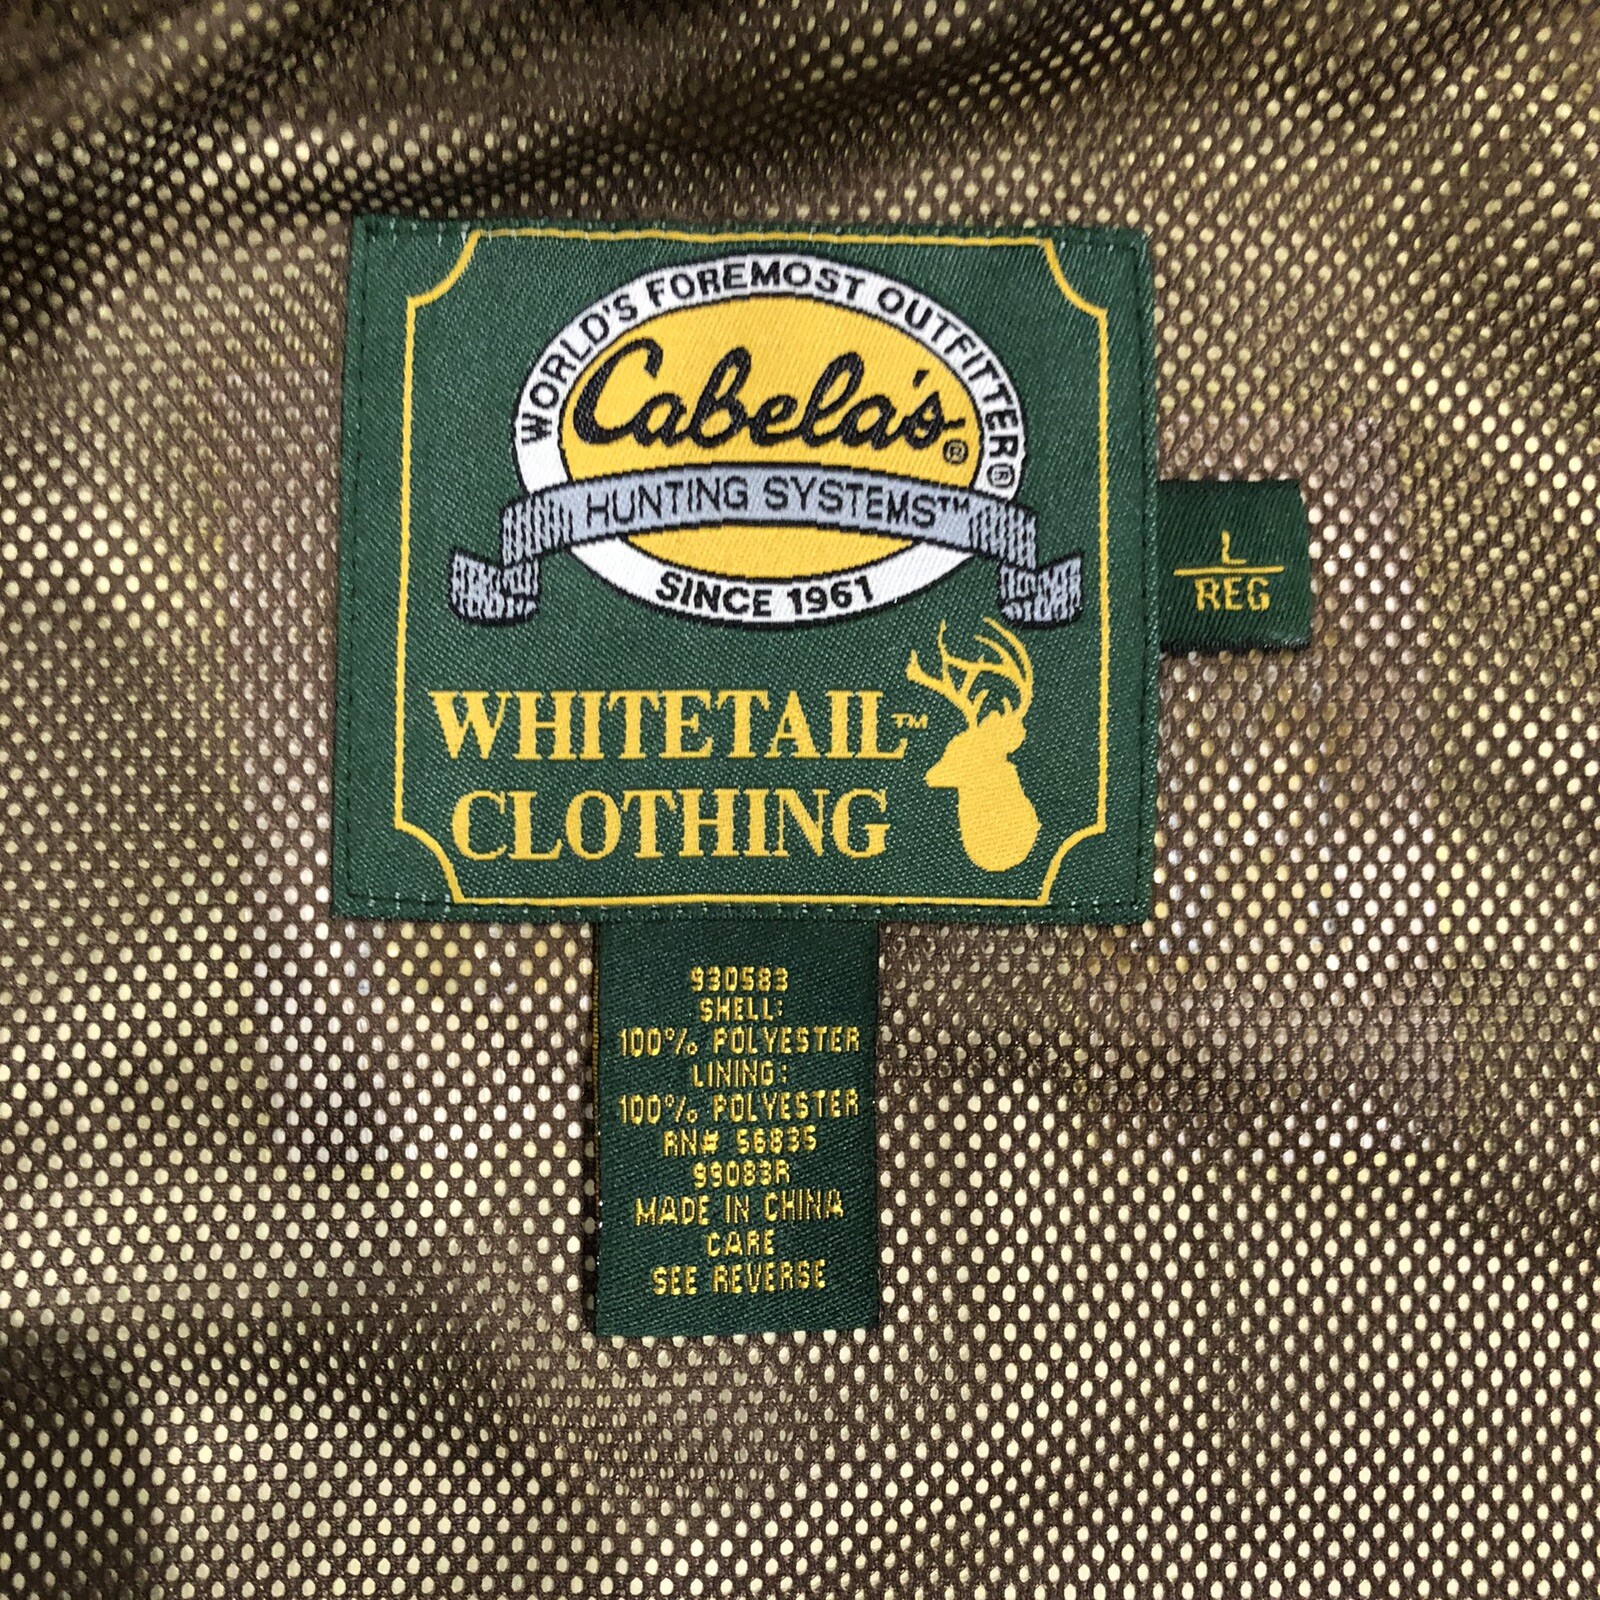 WORLD'S FOREMOST OUTFITTER®
Cabela's®
HUNTING SYSTEMS™
SINCE 1961
WHITETAIL™
CLOTHING
L
REG
930583
SHELL:
100% POLYESTER
LINING:
100% POLYESTER
RN# 56835
99083R
MADE IN CHINA
CARE
SEE REVERSE